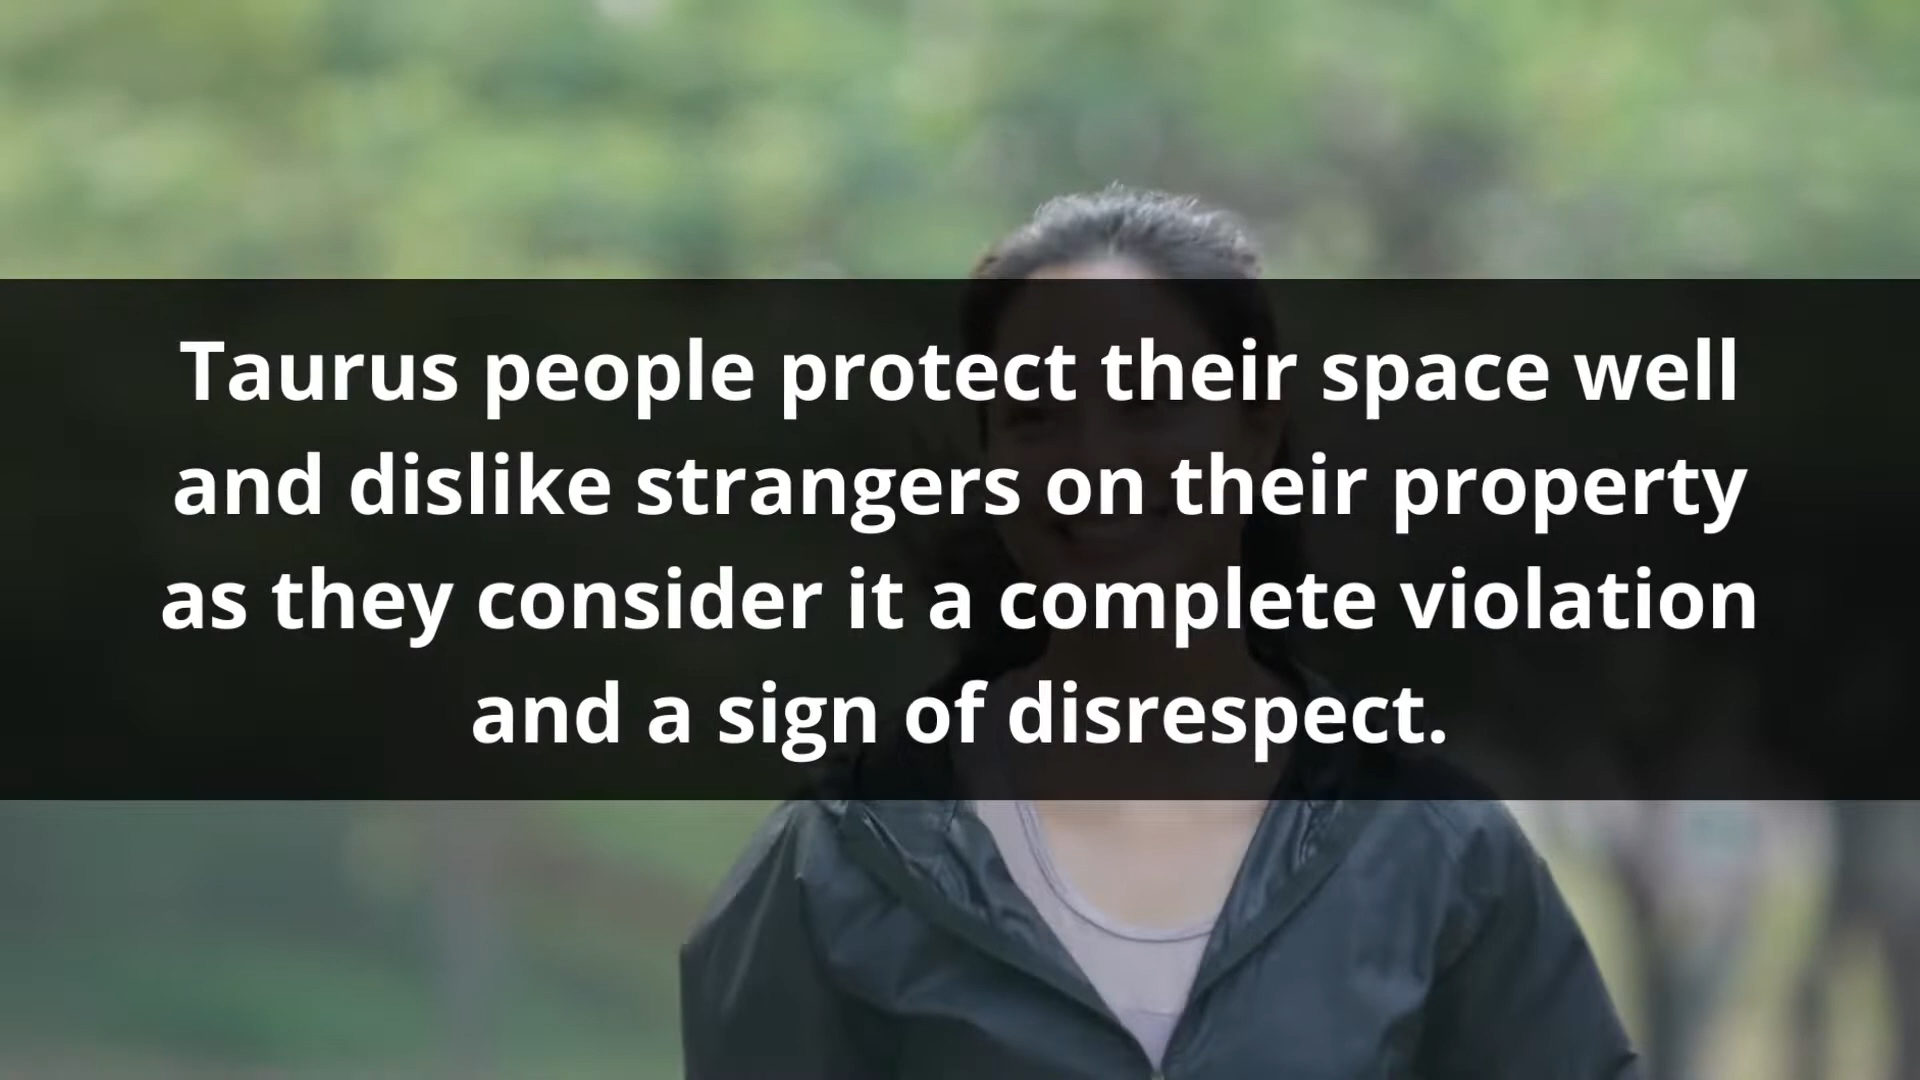 Taurus people protect their space well
and dislike strangers on their property
as they consider it a complete violation
and a sign of disrespect.